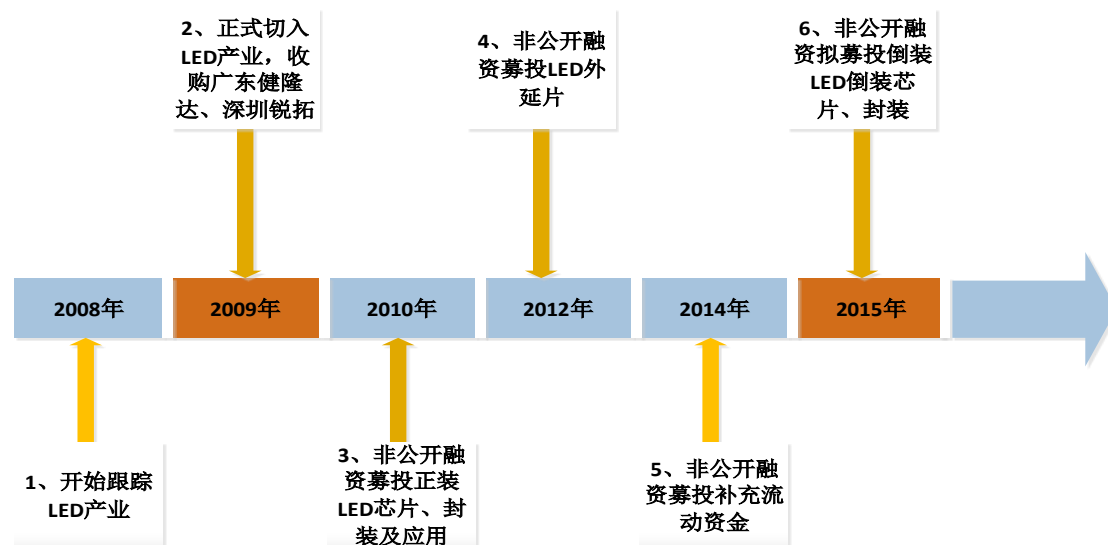 2、正式切入
LED产业，收
购广东健隆
达、深圳锐拓
4、非公开融
资募投LED外
延片
6、非公开融
资拟募投倒装
LED倒装芯
片、封装
2008年
2009年
2010年
2012年
2014年
2015年
1、开始跟踪
LED产业
3、非公开融
资募投正装
LED芯片、封
装及应用
5、非公开融
资募投补充流
动资金